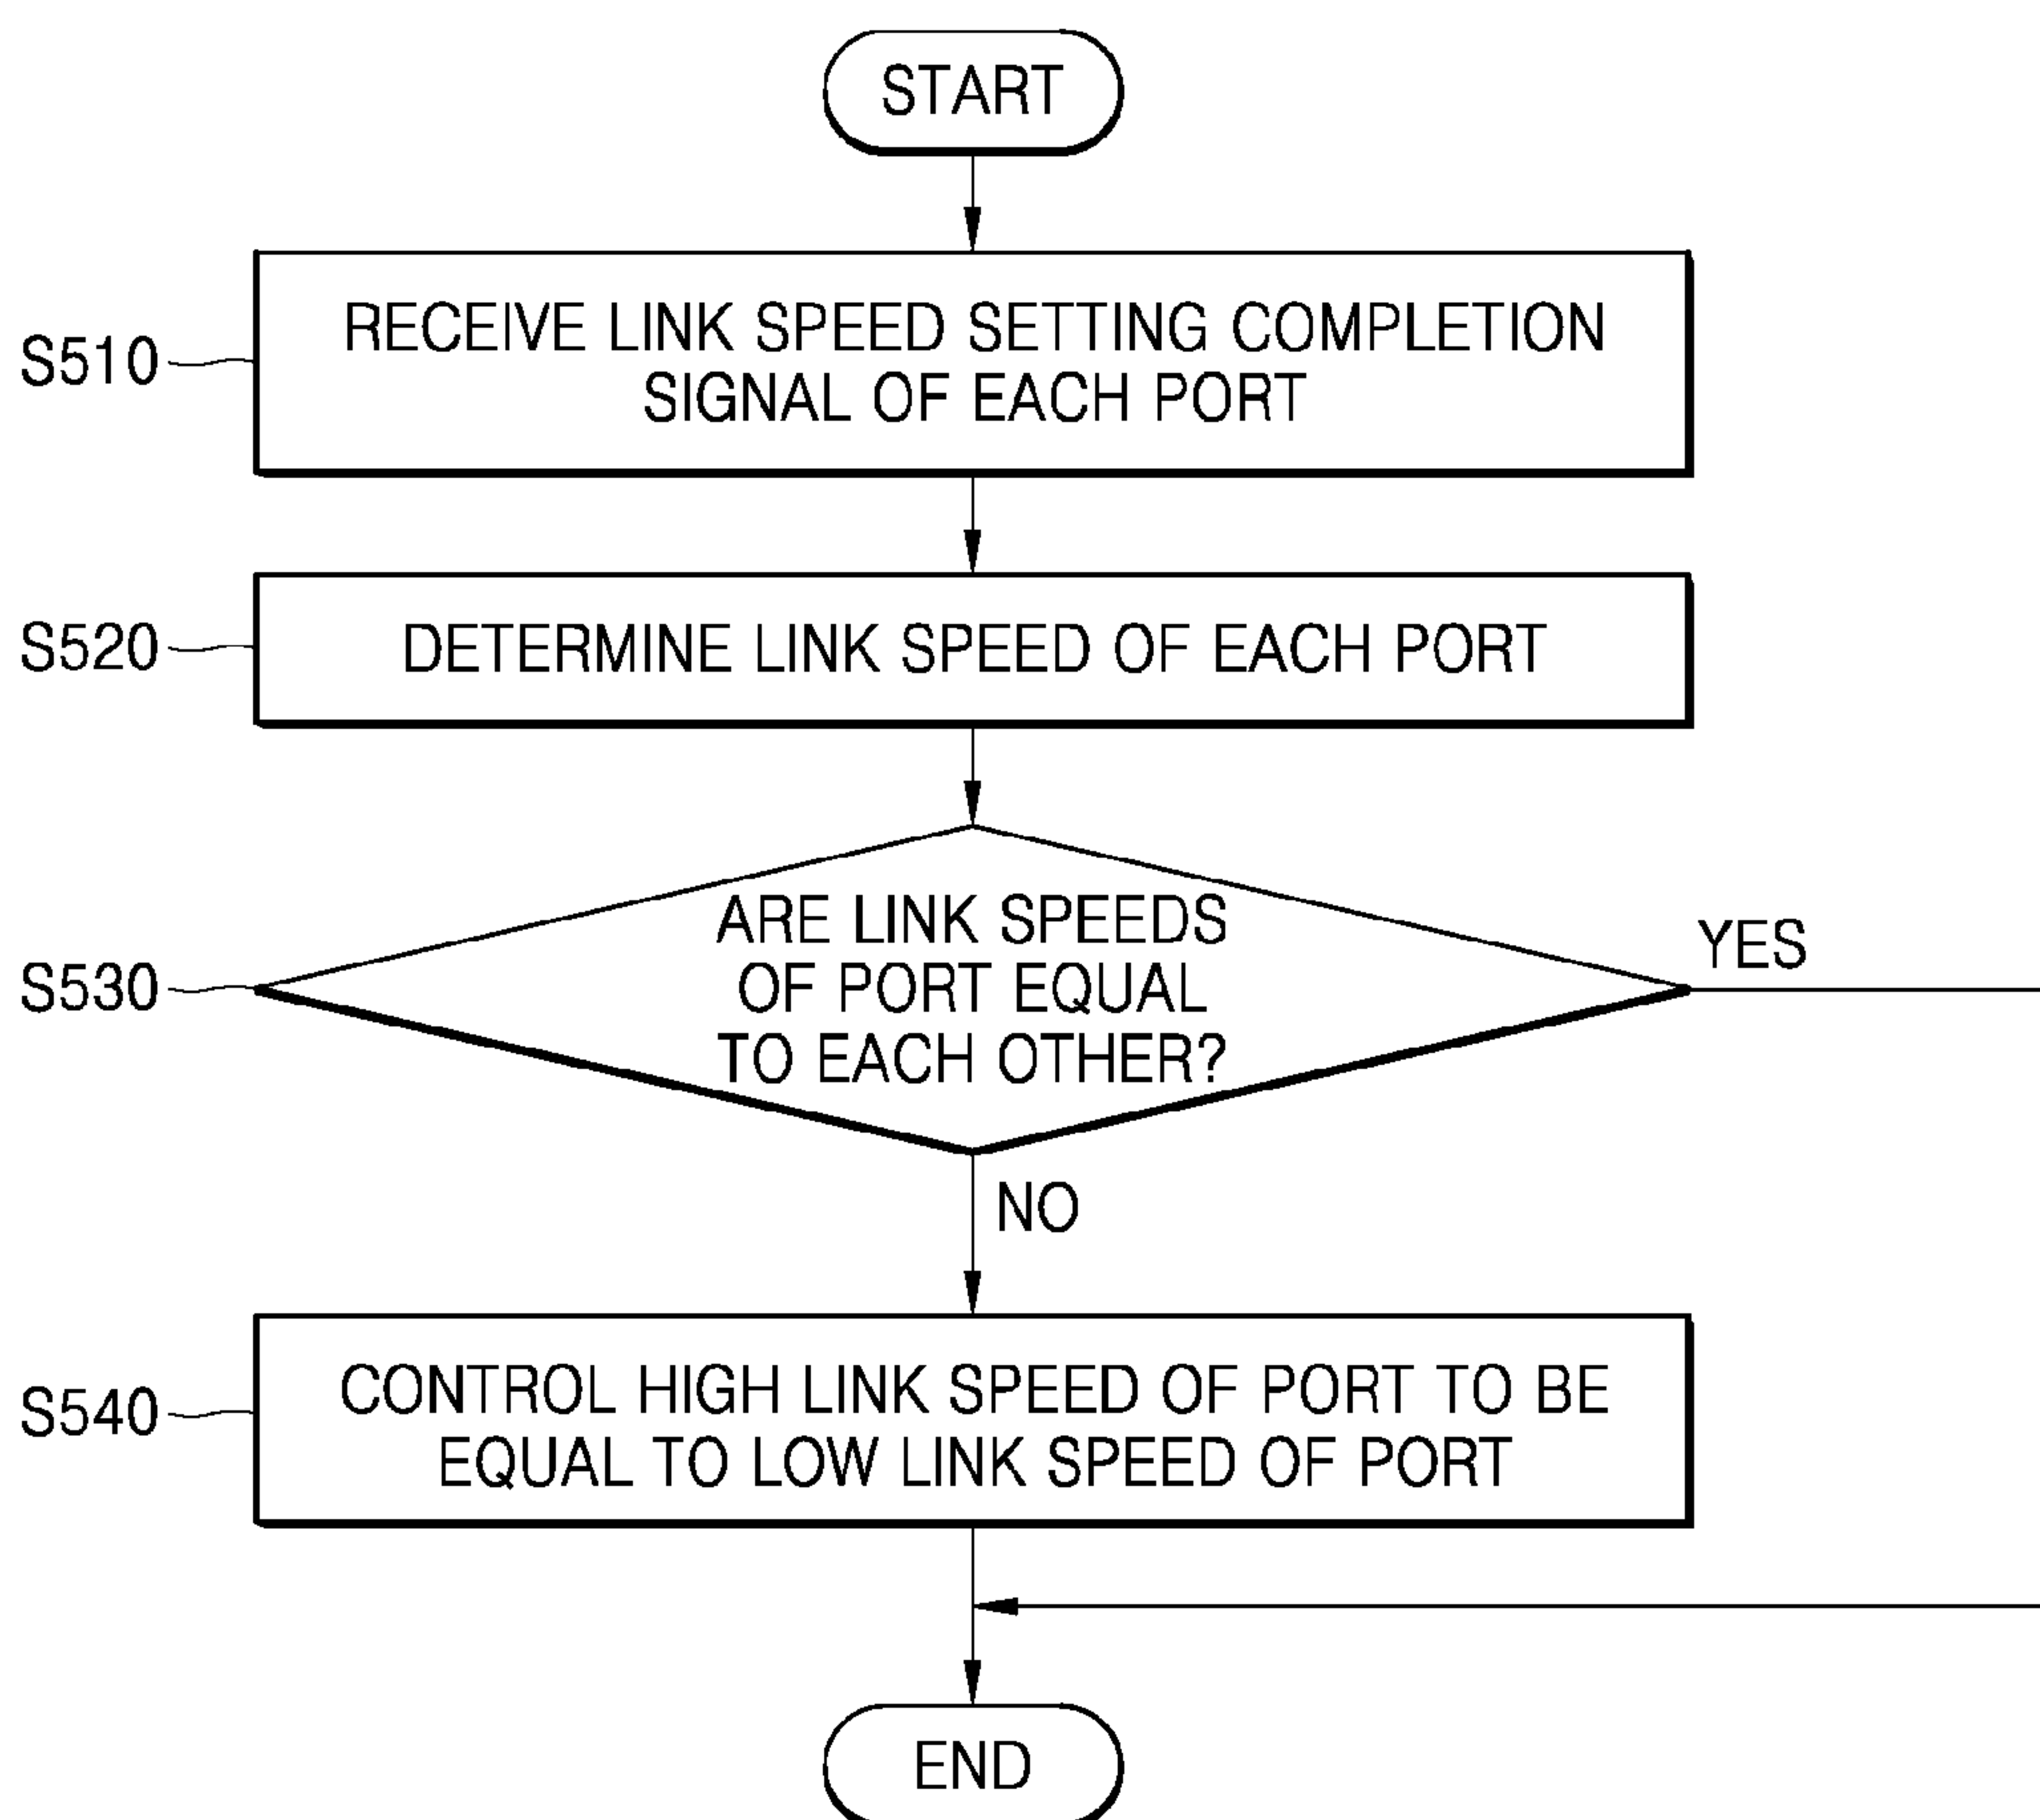 START
S510
RECEIVE LINK SPEED SETTING COMPLETION
SIGNAL OF EACH PORT
S520
DETERMINE LINK SPEED OF EACH PORT
S530
ARE LINK SPEEDS
OF PORT EQUAL
TO EACH OTHER?
YES
NO
S540
CONTROL HIGH LINK SPEED OF PORT TO BE
EQUAL TO LOW LINK SPEED OF PORT
END